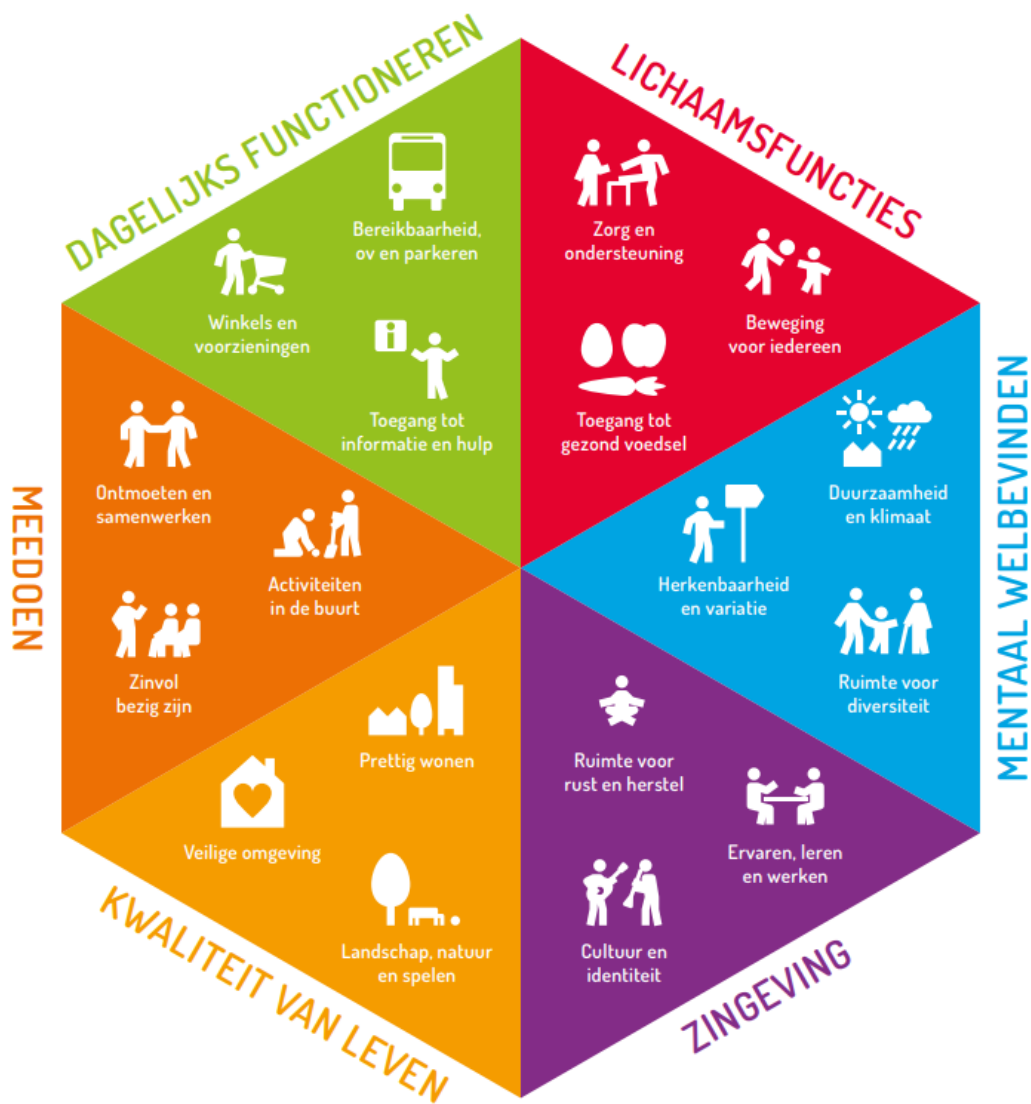 DAGELIJKS FUNCTIONEREN
Bereikbaarheid,
ov en parkeren
Winkels en
voorzieningen
i
Toegang tot
informatie en hulp
LICHAAMSFUNCTIES
Zorg en
ondersteuning
Beweging
voor iedereen
Toegang tot
gezond voedsel
MENTAAL WELBEVINDEN
Duurzaamheid
en klimaat
Herkenbaarheid
en variatie
Ruimte voor
diversiteit
ZINGEVING
Ruimte voor
rust en herstel
Ervaren, leren
en werken
Cultuur en
identiteit
KWALITEIT VAN LEVEN
Prettig wonen
Veilige omgeving
Landschap, natuur
en spelen
MEEDOEN
Ontmoeten en
samenwerken
Activiteiten
in de buurt
Zinvol
bezig zijn